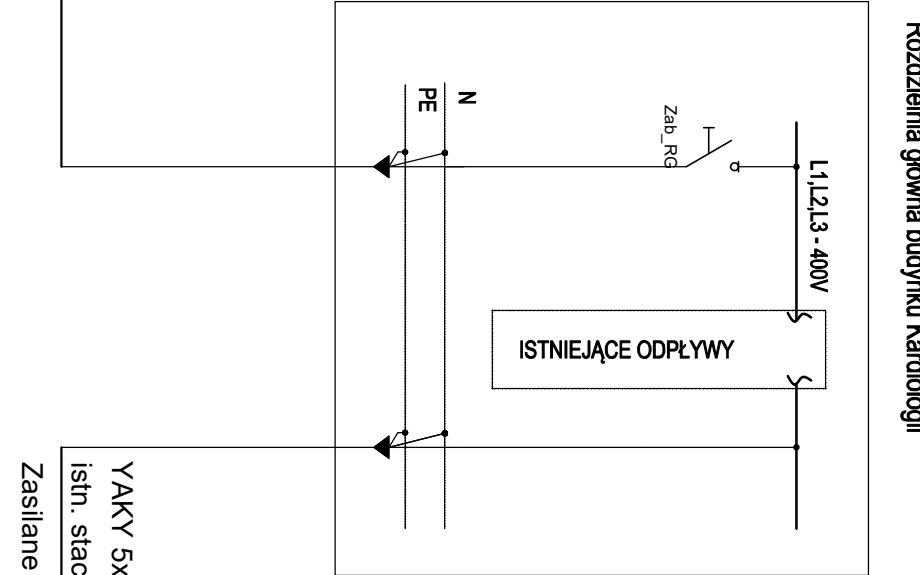 Rozdzielnia główna budynku Kardiologii
L1,L2,L3 - 400V
Zab_RG
N
PE
ISTNIEJĄCE ODPŁYWY
YAKY 5x
istn. stac
Zasilane